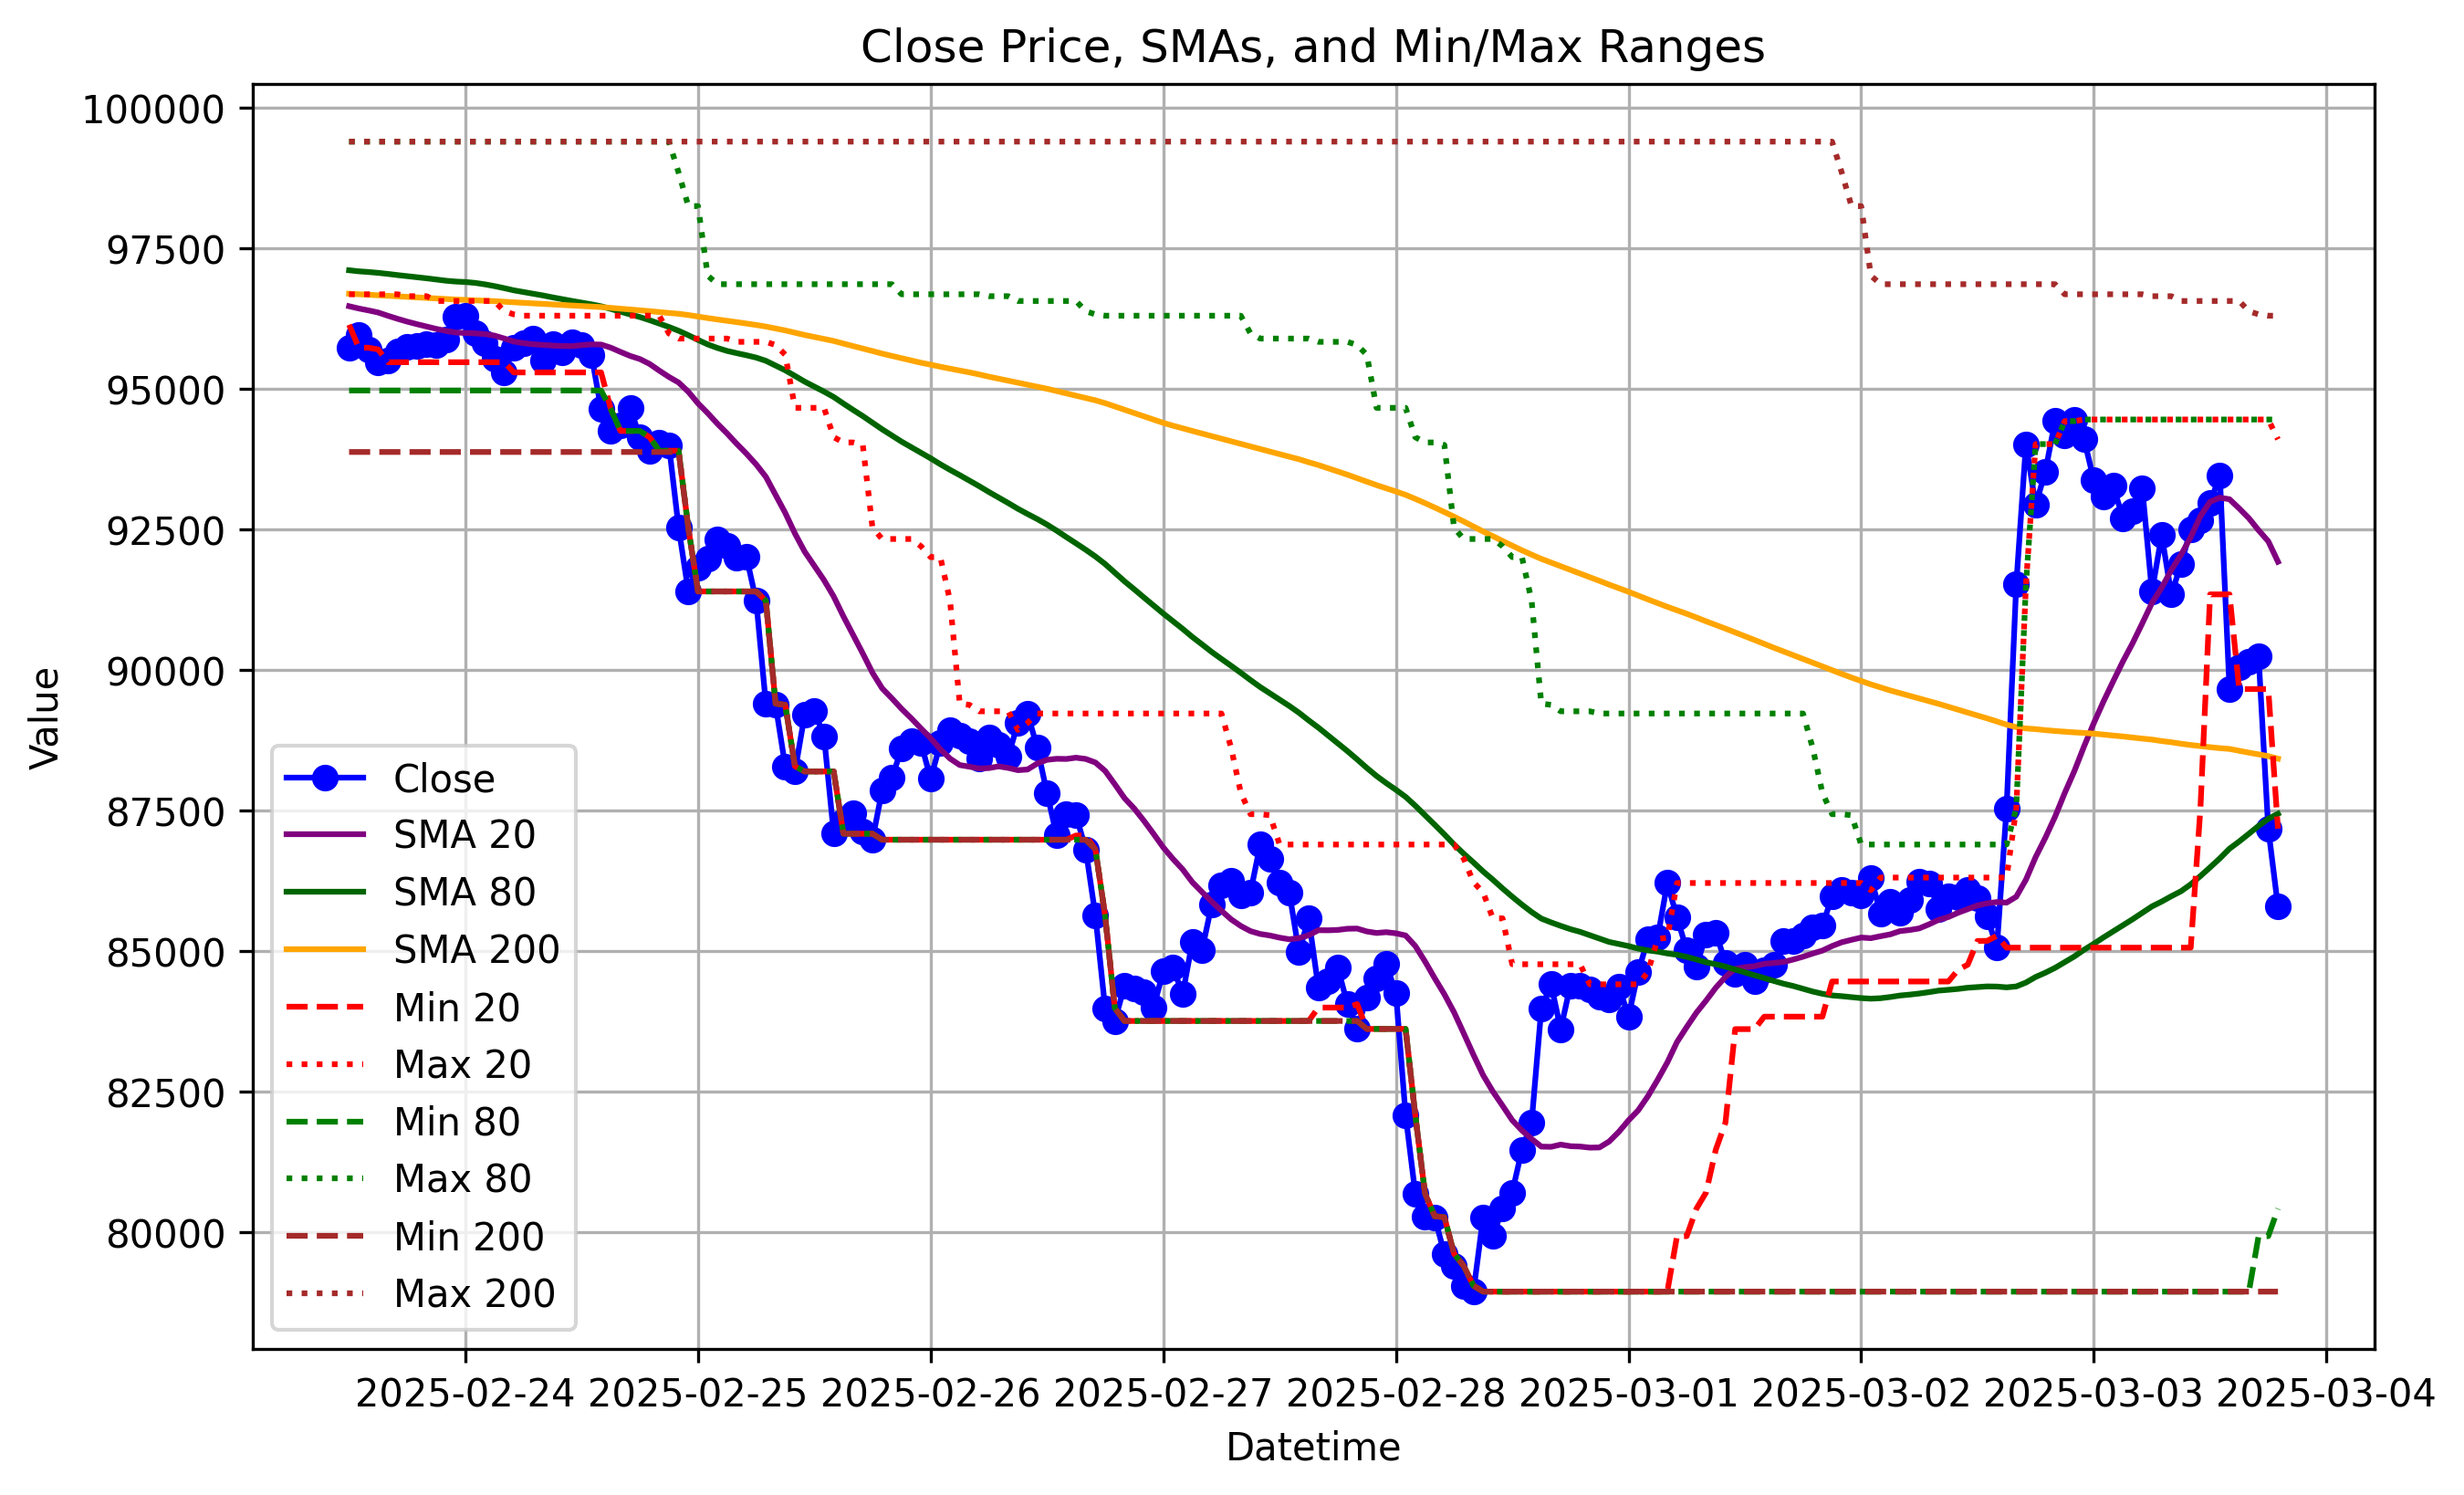 Close Price, SMAs, and Min/Max Ranges
100000
97500
95000
92500
90000
87500
85000
82500
80000
Value
Close
SMA 20
SMA 80
SMA 200
Min 20
Max 20
Min 80
Max 80
Min 200
Max 200
2025-02-24 2025-02-25 2025-02-26 2025-02-27 2025-02-28 2025-03-01 2025-03-02 2025-03-03 2025-03-04
Datetime